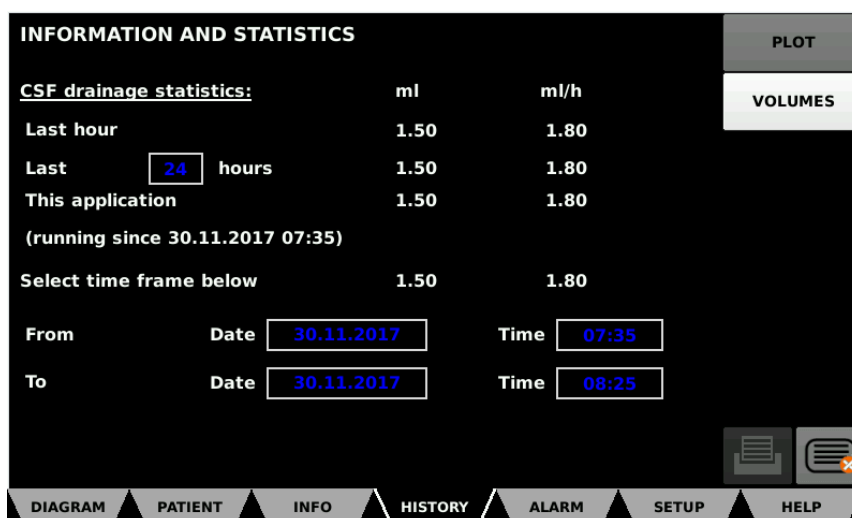 INFORMATION AND STATISTICS
PLOT
CSF drainage statistics: ml ml/h
VOLUMES
Last hour 1.50 1.80
Last 24 hours 1.50 1.80
This application 1.50 1.80
(running since 30.11.2017 07:35)
Select time frame below 1.50 1.80
From Date 30.11.2017 Time 07:35
To Date 30.11.2017 Time 08:25
DIAGRAM PATIENT INFO HISTORY ALARM SETUP HELP